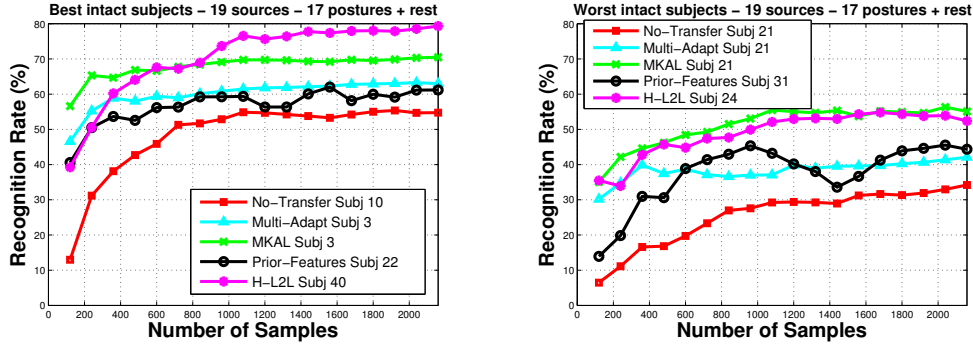 Best intact subjects – 19 sources – 17 postures + rest
Recognition Rate (%)
80
70
60
50
40
30
20
10
0
No−Transfer Subj 10
Multi−Adapt Subj 3
MKAL Subj 3
Prior−Features Subj 22
H−L2L Subj 40
0 200 400 600 800 1000 1200 1400 1600 1800 2000
Number of Samples
Worst intact subjects – 19 sources – 17 postures + rest
Recognition Rate (%)
80
70
60
50
40
30
20
10
0
No−Transfer Subj 21
Multi−Adapt Subj 21
MKAL Subj 21
Prior−Features Subj 31
H−L2L Subj 24
0 200 400 600 800 1000 1200 1400 1600 1800 2000
Number of Samples